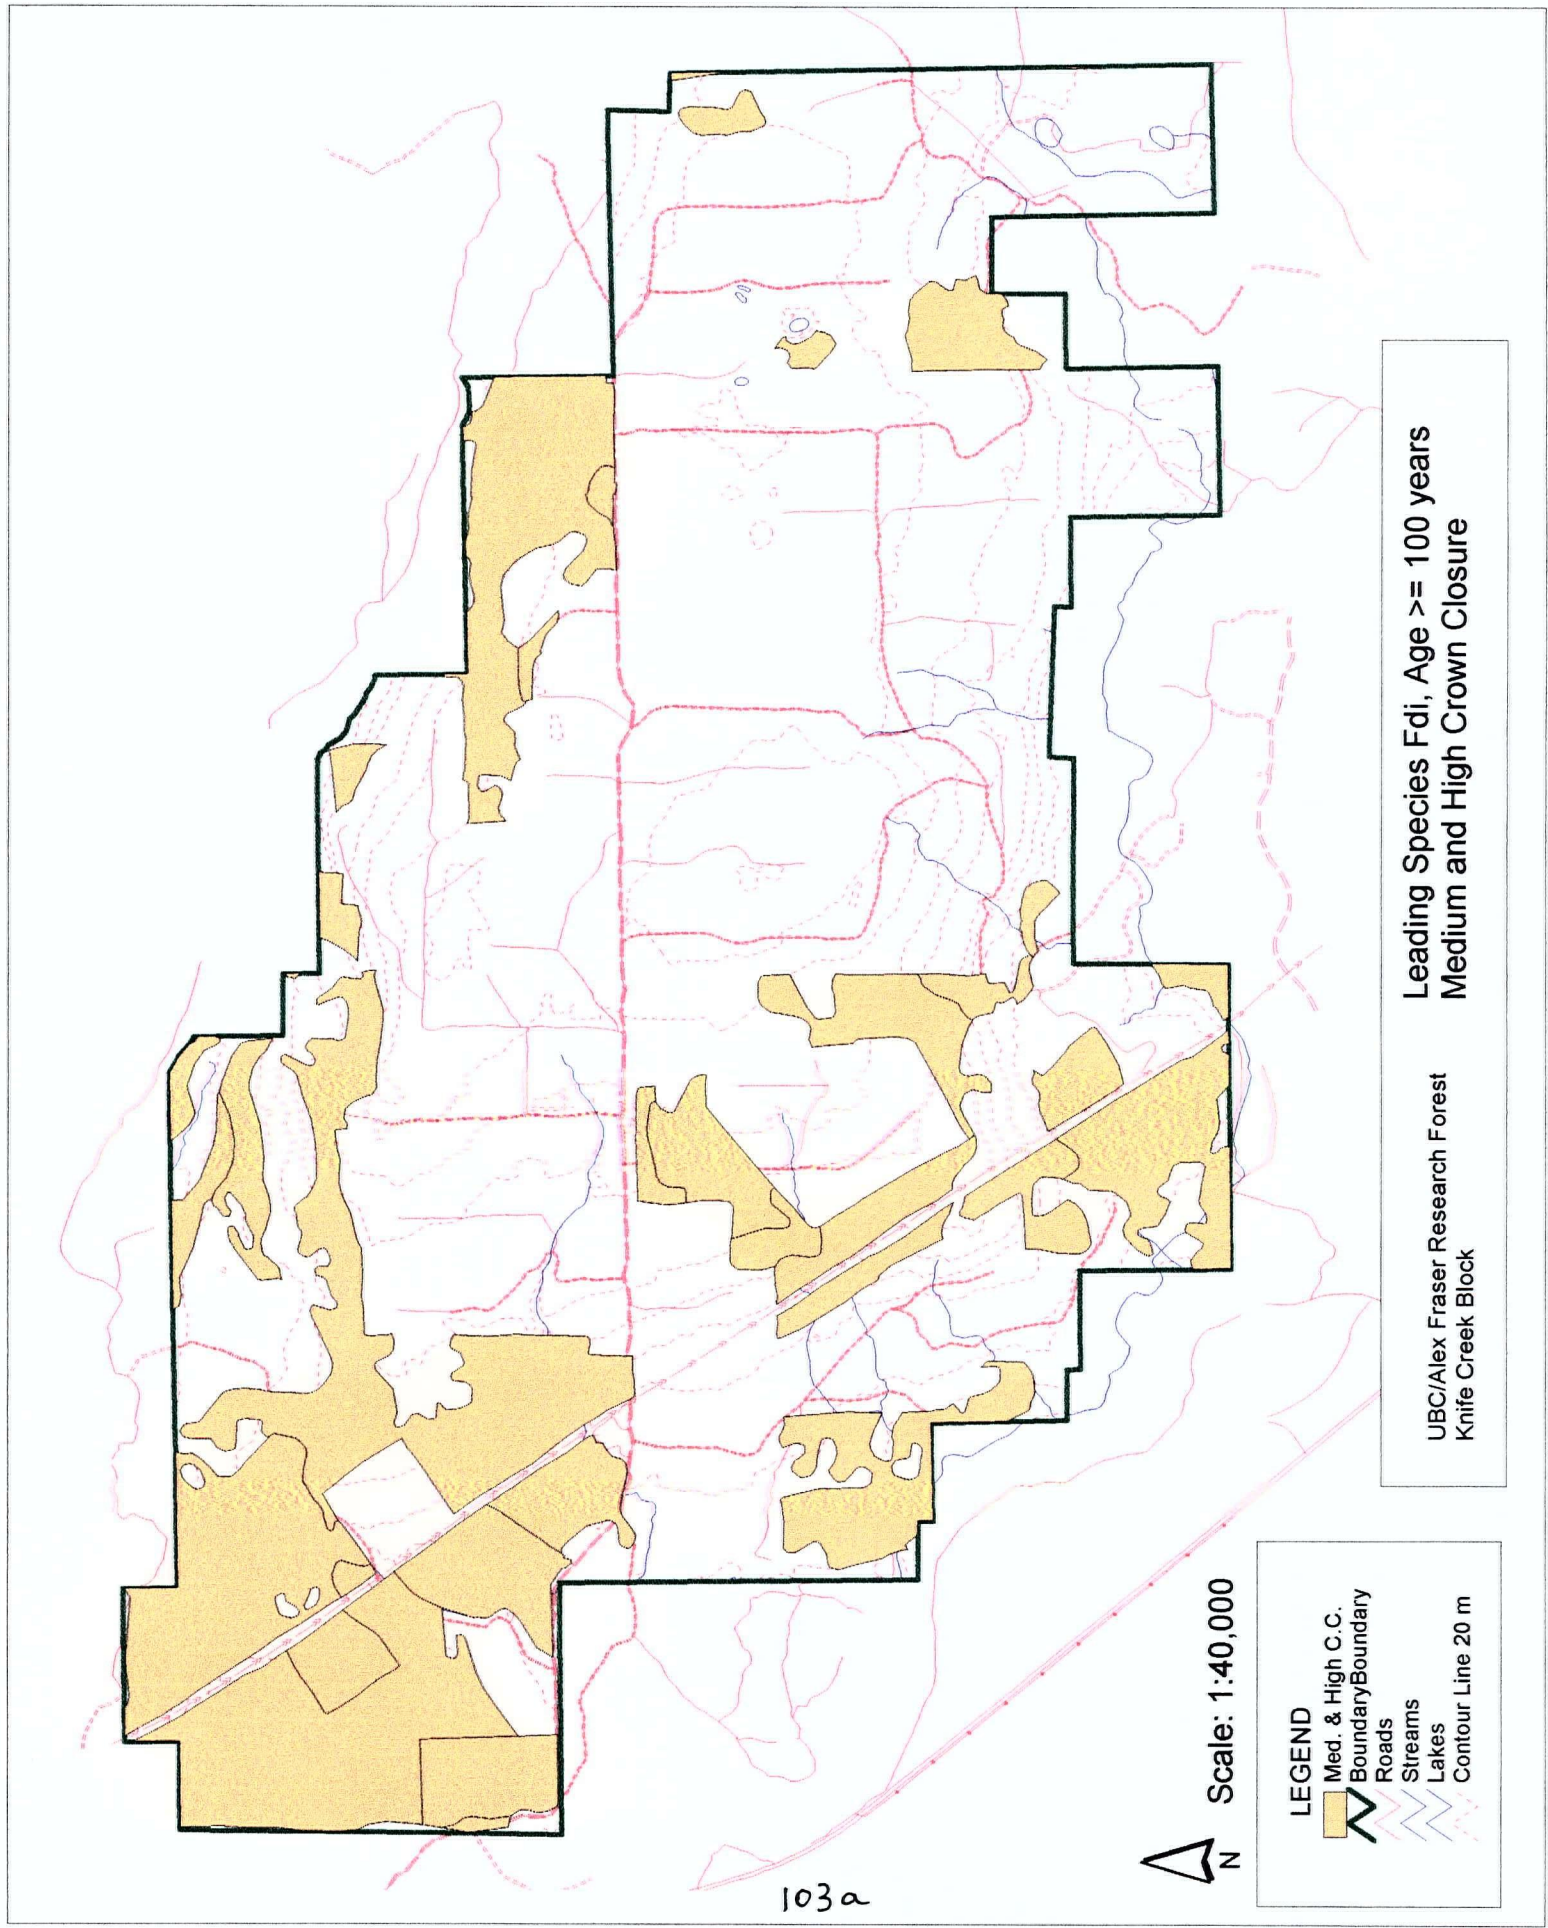 Leading Species Fdi, Age >= 100 years
Medium and High Crown Closure
UBC/Alex Fraser Research Forest
Knife Creek Block
Scale: 1:40,000
N
LEGEND
Med. & High C.C.
BoundaryBoundary
Roads
Streams
Lakes
Contour Line 20 m
103a